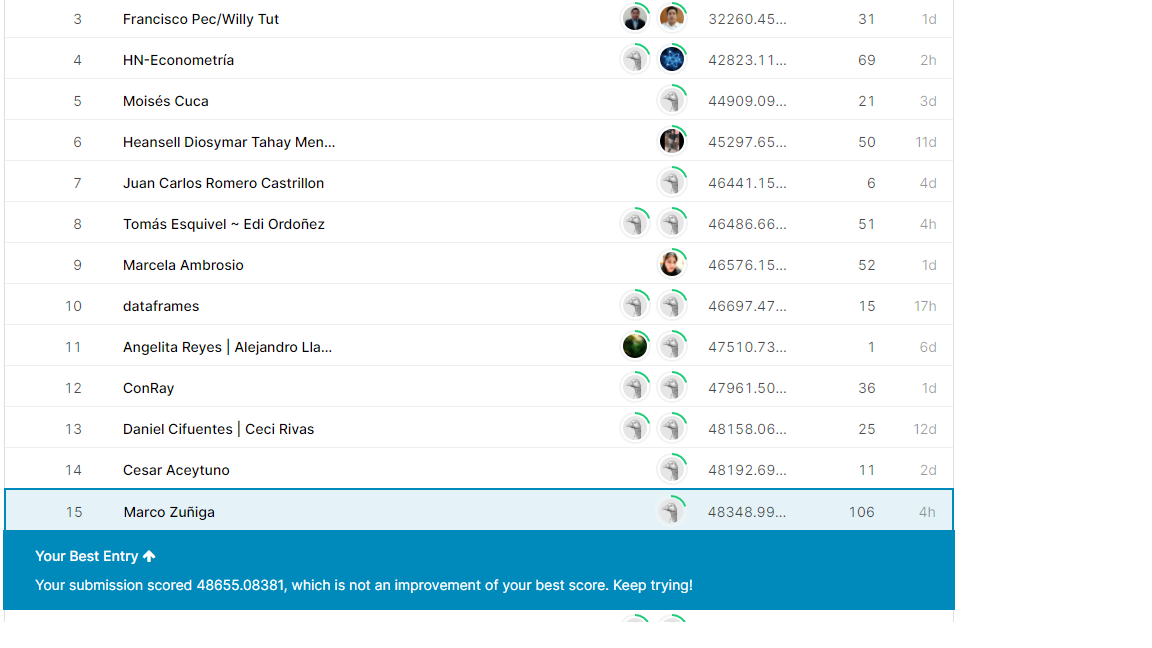 3 Francisco Pec/Willy Tut 32260.45... 31 1d
4 HN-Econometría 42823.11... 69 2h
5 Moisés Cuca 44909.09... 21 3d
6 Heansell Diosymar Tahay Men... 45297.65... 50 11d
7 Juan Carlos Romero Castrillon 46441.15... 6 4d
8 Tomás Esquivel ~ Edi Ordoñez 46486.66... 51 4h
9 Marcela Ambrosio 46576.15... 52 1d
10 dataframes 46697.47... 15 17h
11 Angelita Reyes | Alejandro Lla... 47510.73... 1 6d
12 ConRay 47961.50... 36 1d
13 Daniel Cifuentes | Ceci Rivas 48158.06... 25 12d
14 Cesar Aceytuno 48192.69... 11 2d
15 Marco Zuñiga 48348.99... 106 4h
Your Best Entry
Your submission scored 48655.08381, which is not an improvement of your best score. Keep trying!